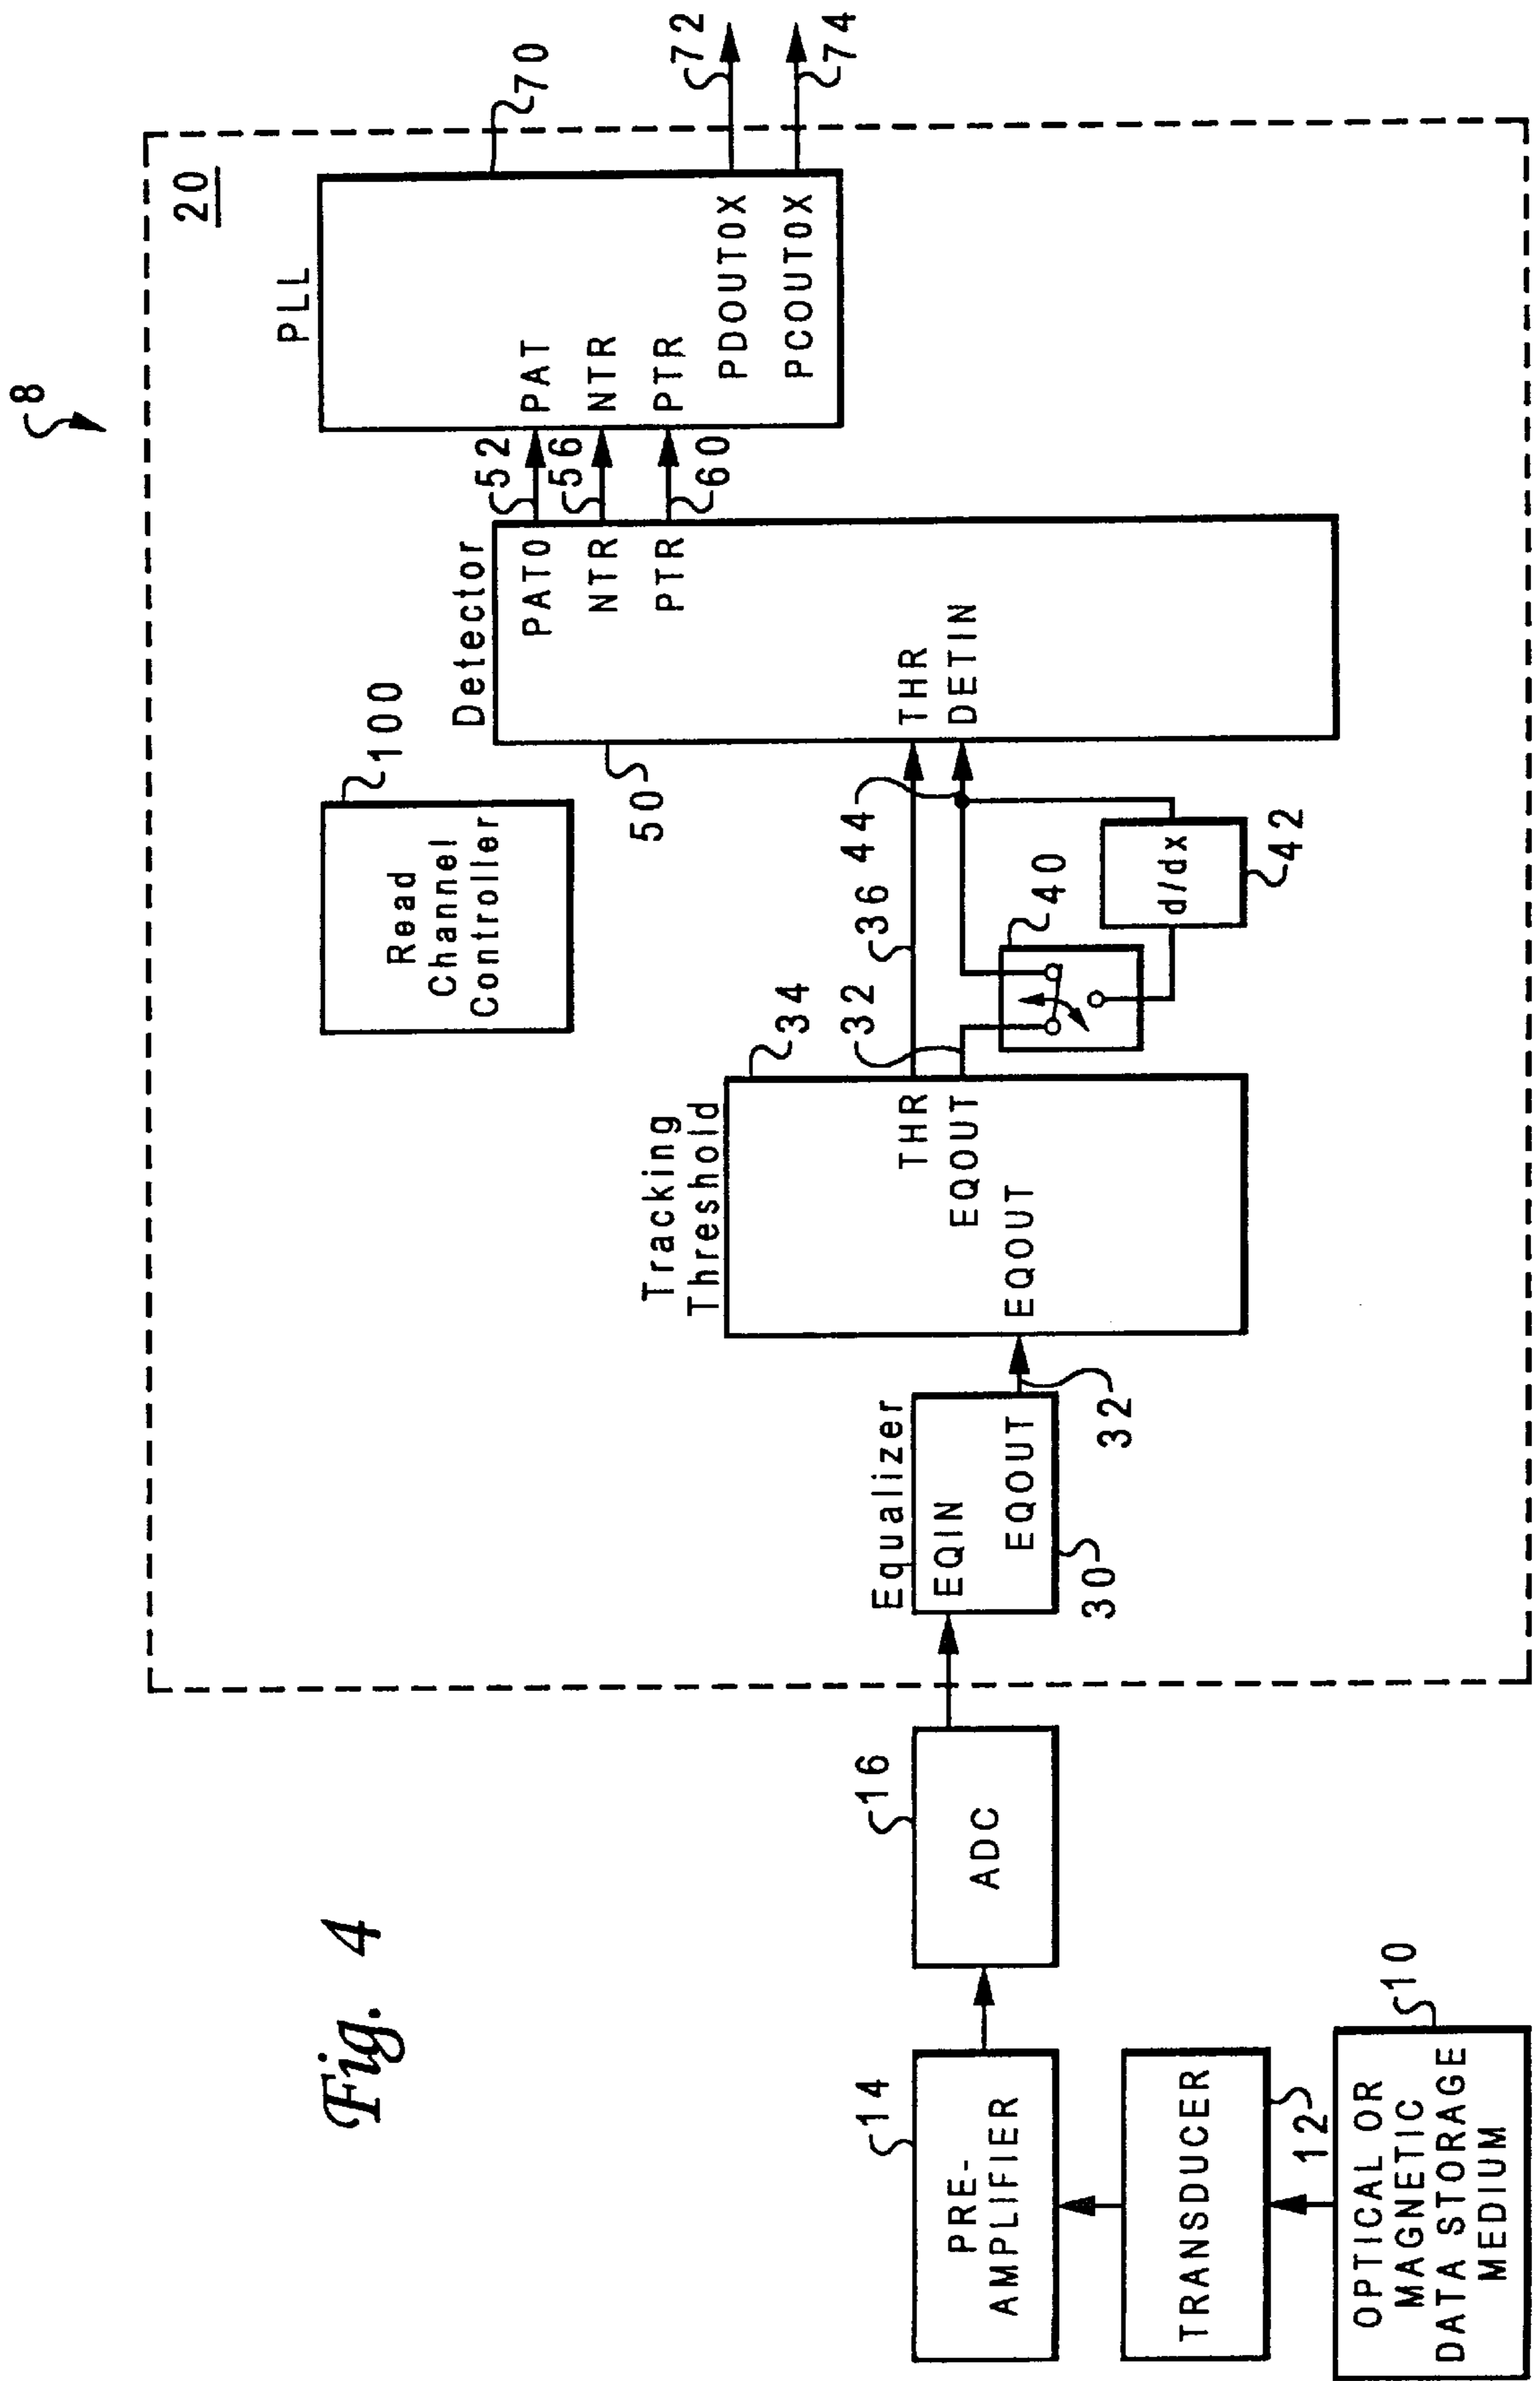 8
20
PLL
70
PAT
NTR
PTR
PDOUT0X
PCOUT0X
72
74
52
56
60
Detector
PAT0
NTR
PTR
THR
DETIN
50
Read
Channel
Controller
100
Tracking
Threshold
34
THR
EQOUT
EQOUT
36
44
32
40
d/dx
42
Equalizer
EQIN
EQOUT
30
32
ADC
16
Fig. 4
PRE-
AMPLIFIER
14
TRANSDUCER
12
OPTICAL OR
MAGNETIC
DATA STORAGE
MEDIUM
10